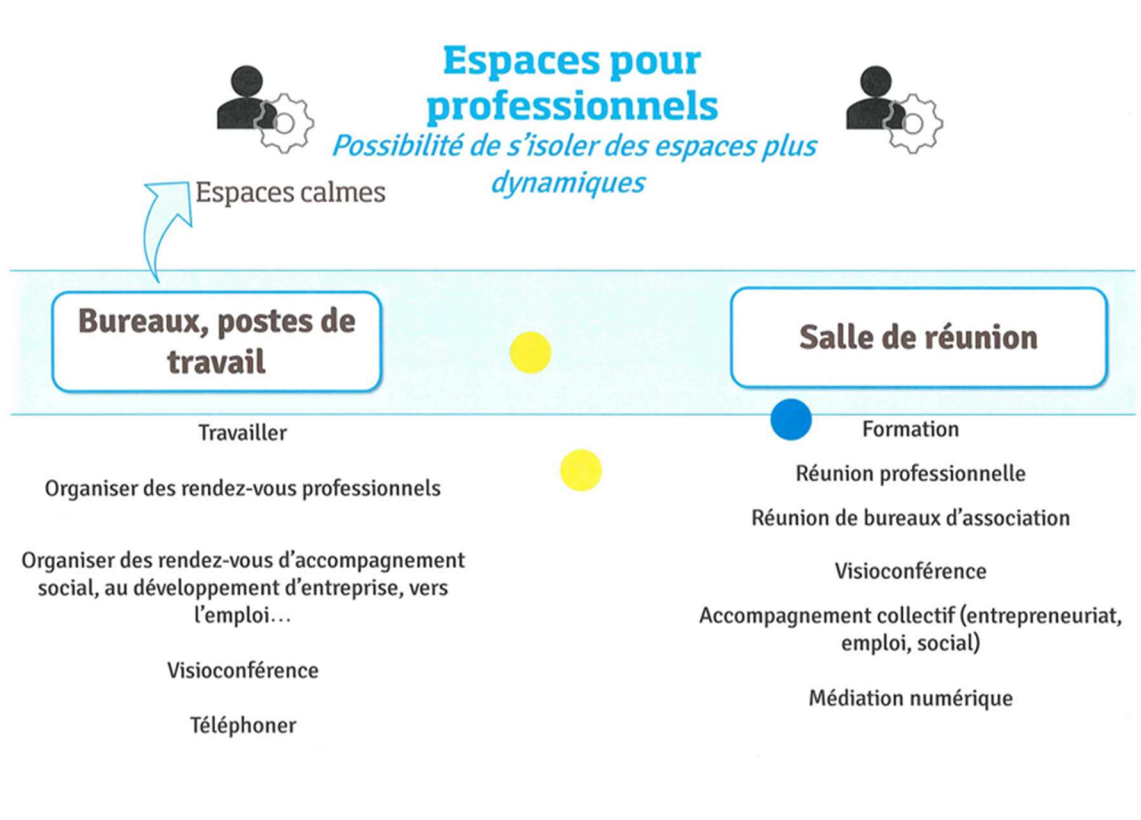 Espaces pour
professionnels
Possibilité de s'isoler des espaces plus
dynamiques
Espaces calmes
Bureaux, postes de
travail
Travailler
Organiser des rendez-vous professionnels
Organiser des rendez-vous d'accompagnement
social, au développement d'entreprise, vers
l'emploi…
Visioconférence
Téléphoner
Salle de réunion
Formation
Réunion professionnelle
Réunion de bureaux d'association
Visioconférence
Accompagnement collectif (entrepreneuriat,
emploi, social)
Médiation numérique